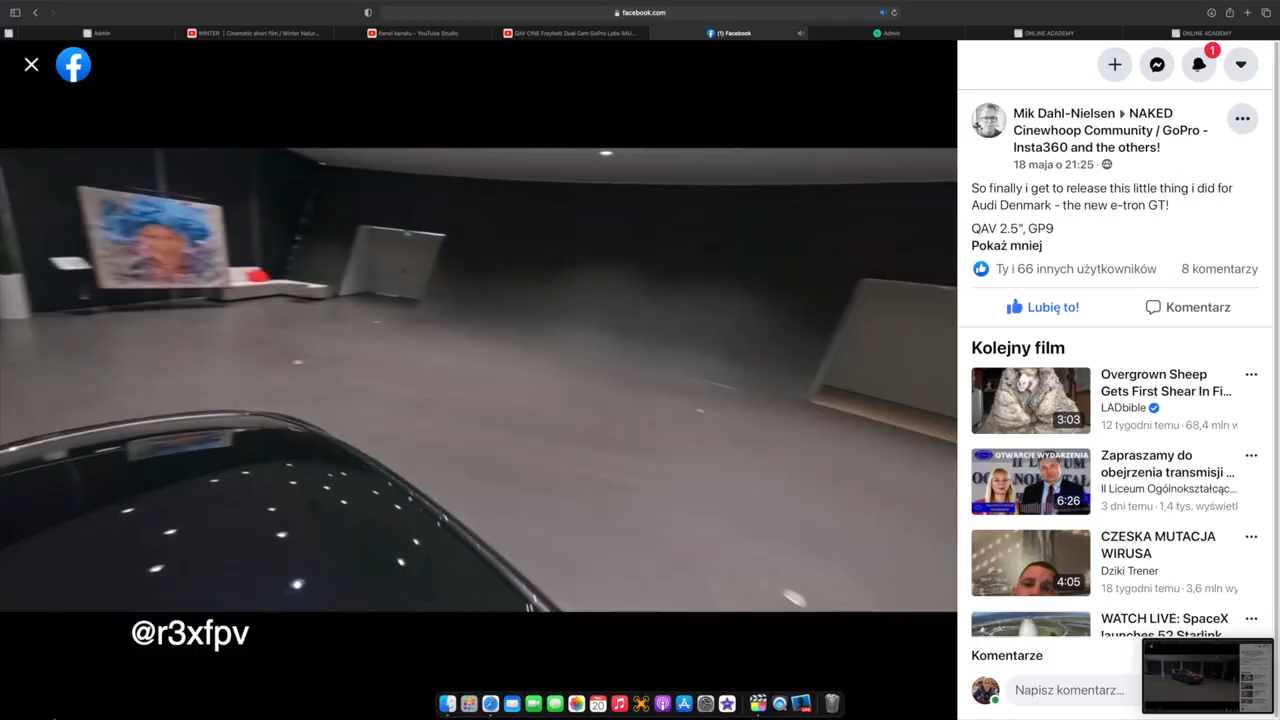 facebook.com
Admin
WINTER | Cinematic short film / Winter Natur...
Panel kanału - YouTube Studio
QAV CINE Freybott Dual Cam GoPro Labs IMU...
(1) Facebook
Admin
ONLINE ACADEMY
ONLINE ACADEMY
1
Mik Dahl-Nielsen ▸ NAKED
Cinewhoop Community / GoPro -
Insta360 and the others!
18 maja o 21:25 ·
So finally i get to release this little thing i did for
Audi Denmark - the new e-tron GT!
QAV 2.5", GP9
Pokaż mniej
Ty i 66 innych użytkowników
8 komentarzy
Lubię to!
Komentarz
Kolejny film
Overgrown Sheep
Gets First Shear In Fi...
LADbible
12 tygodni temu · 68,4 mln w
3:03
OTWARCIE WYDARZENIA
6:26
Zapraszamy do
obejrzenia transmisji ...
II Liceum Ogólnokształcąc...
3 dni temu · 1,4 tys. wyświetl
4:05
CZESKA MUTACJA
WIRUSA
Dziki Trener
18 tygodni temu · 3,6 mln wy
WATCH LIVE: SpaceX
launches 52 Starlink
Komentarze
Napisz komentarz...
@r3xfpv
20